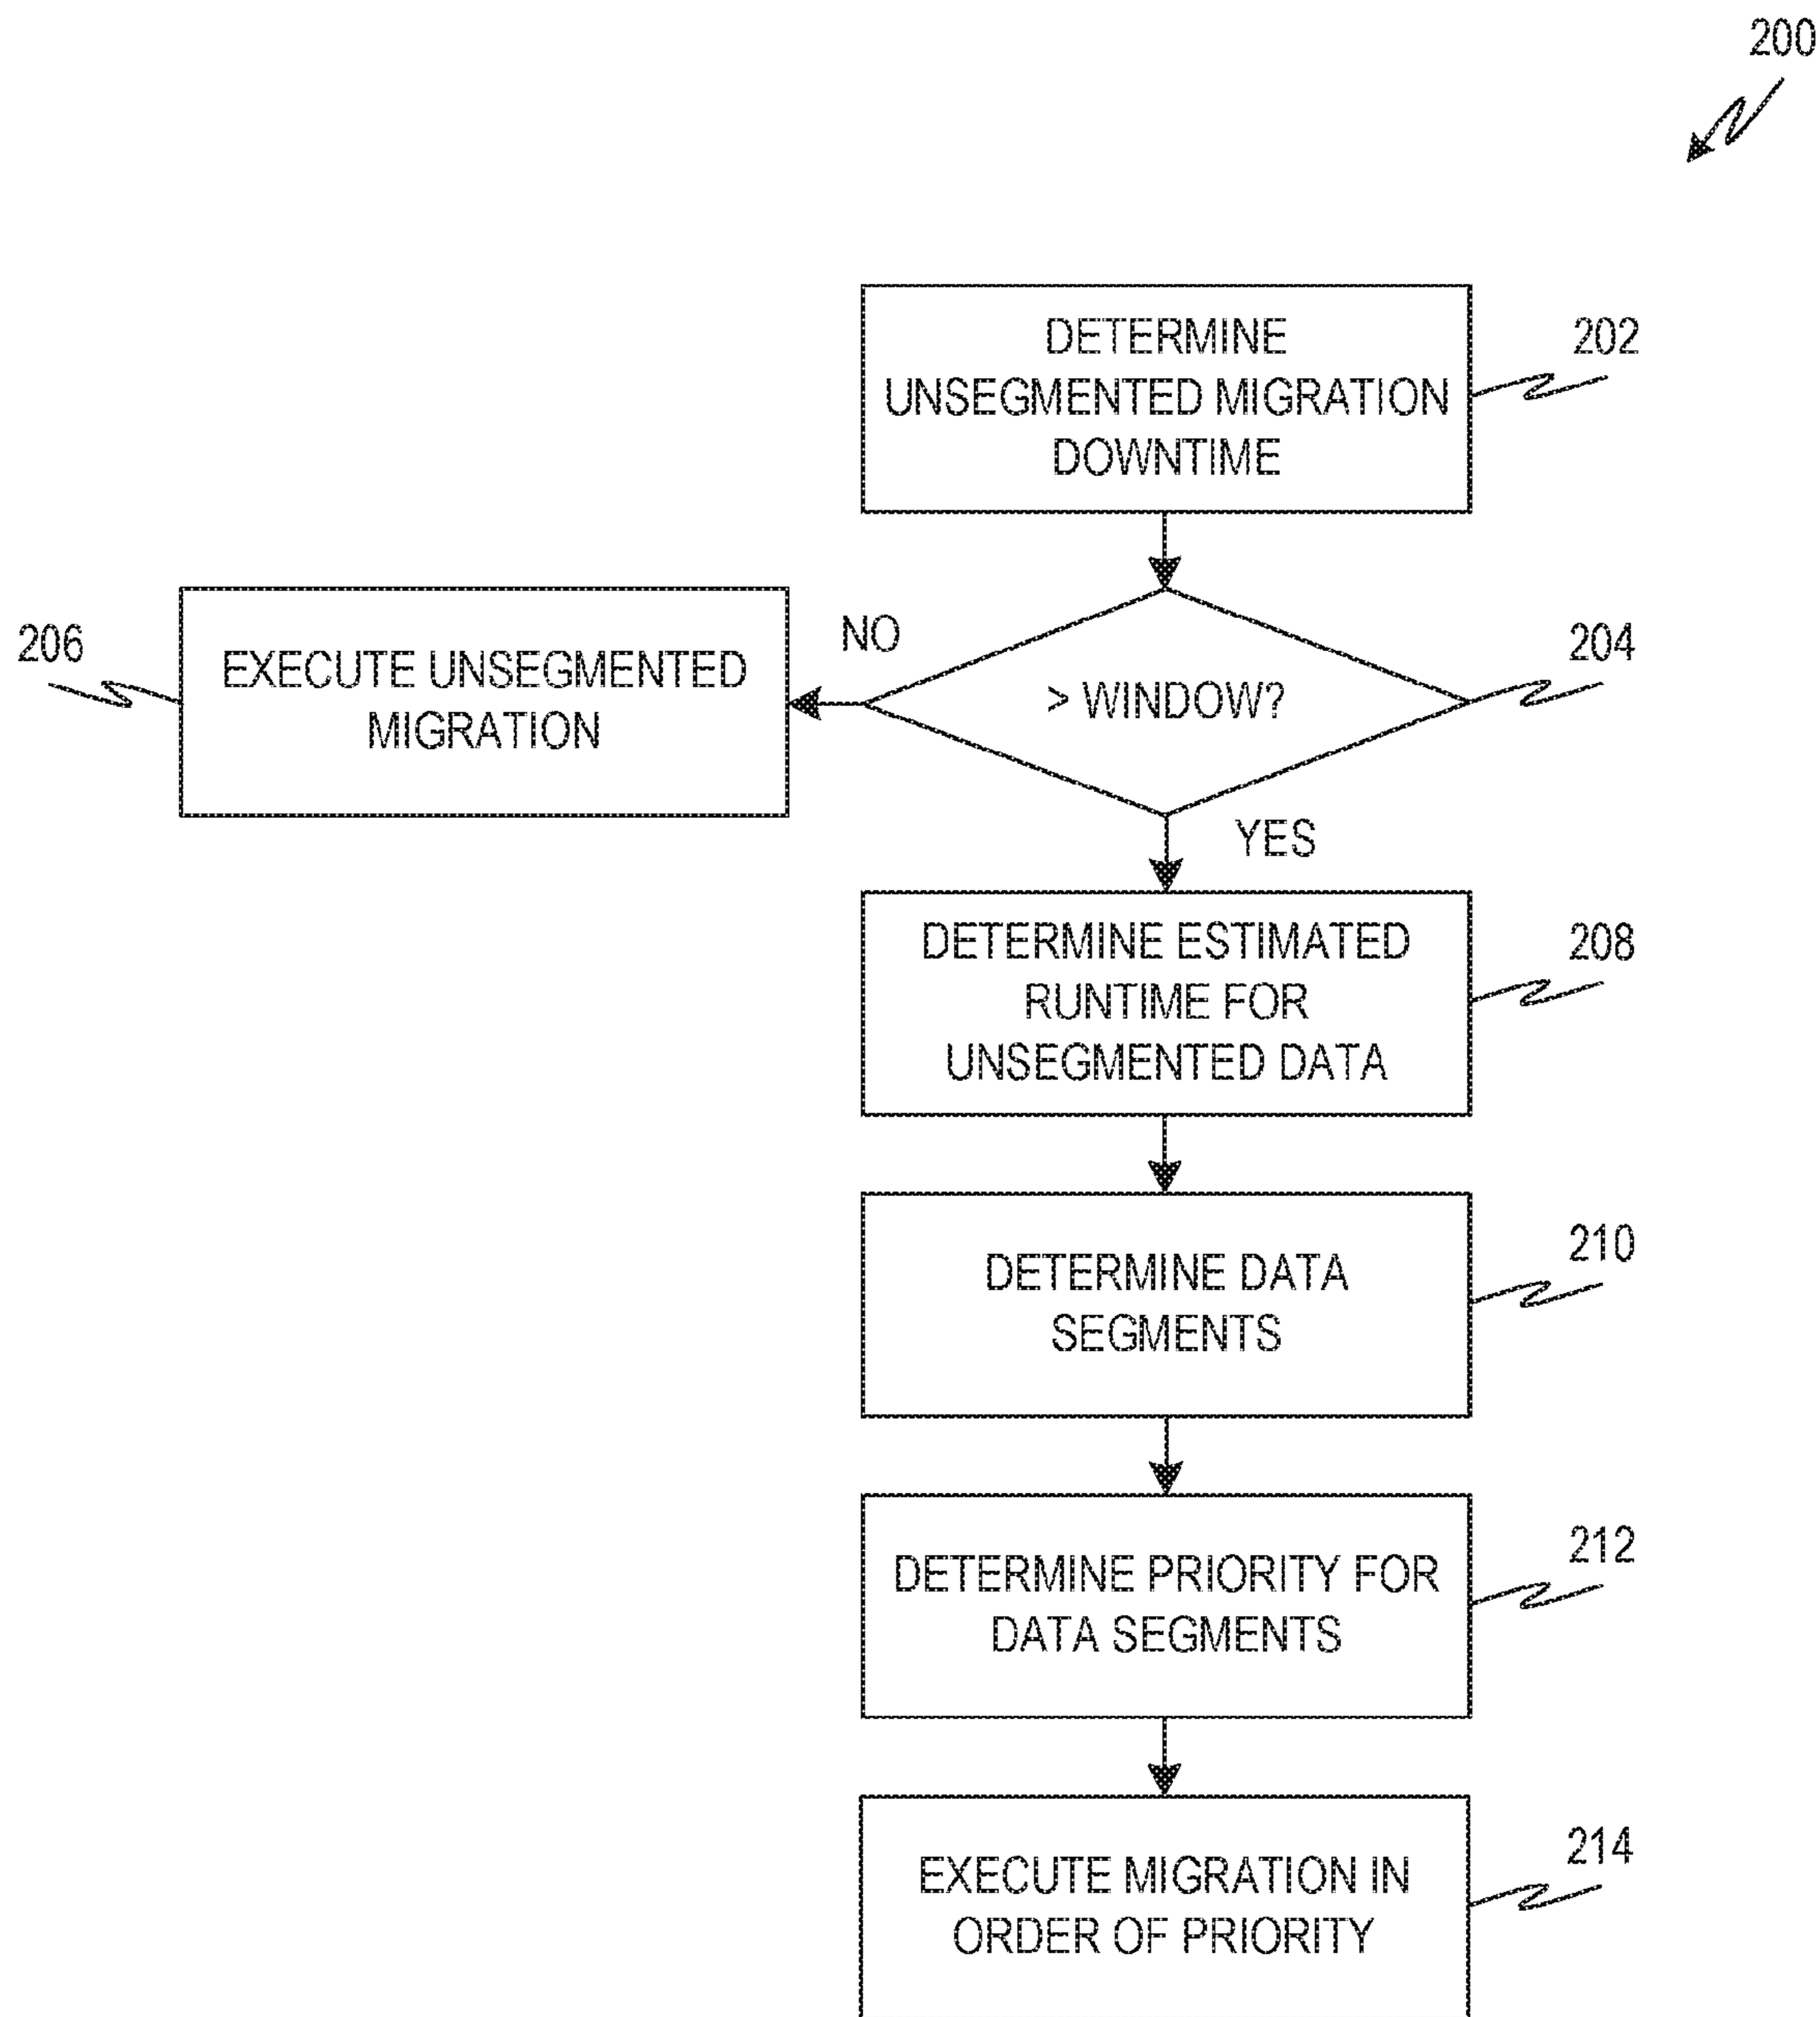 200
DETERMINE
UNSEGMENTED MIGRATION
DOWNTIME
202
206
EXECUTE UNSEGMENTED
MIGRATION
NO
> WINDOW?
204
YES
DETERMINE ESTIMATED
RUNTIME FOR
UNSEGMENTED DATA
208
DETERMINE DATA
SEGMENTS
210
DETERMINE PRIORITY FOR
DATA SEGMENTS
212
EXECUTE MIGRATION IN
ORDER OF PRIORITY
214